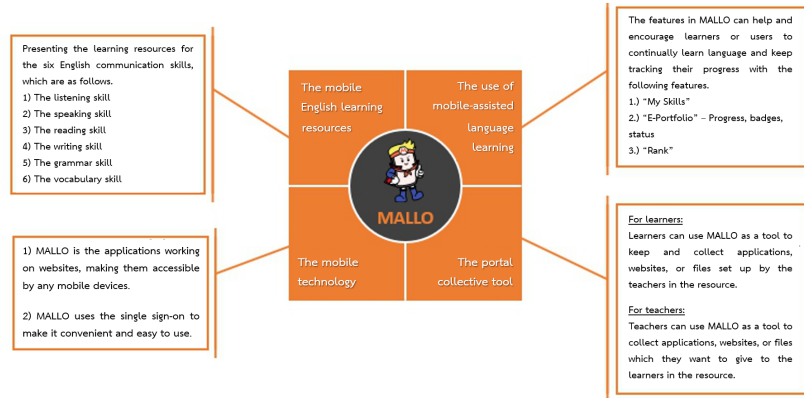 Presenting the learning resources for
the six English communication skills,
which are as follows.
1) The listening skill
2) The speaking skill
3) The reading skill
4) The writing skill
5) The grammar skill
6) The vocabulary skill
The mobile
English learning
resources
The use of
mobile-assisted
language
learning
The features in MALLO can help and
encourage learners or users to
continually learn language and keep
tracking their progress with the
following features.
1.) “My Skills”
2.) “E-Portfolio” – Progress, badges,
status
3.) “Rank”
MALLO
1) MALLO is the applications working
on websites, making them accessible
by any mobile devices.
2) MALLO uses the single sign-on to
make it convenient and easy to use.
The mobile
technology
The portal
collective tool
For learners:
Learners can use MALLO as a tool to
keep and collect applications,
websites, or files set up by the
teachers in the resource.
For teachers:
Teachers can use MALLO as a tool to
collect applications, websites, or files
which they want to give to the
learners in the resource.